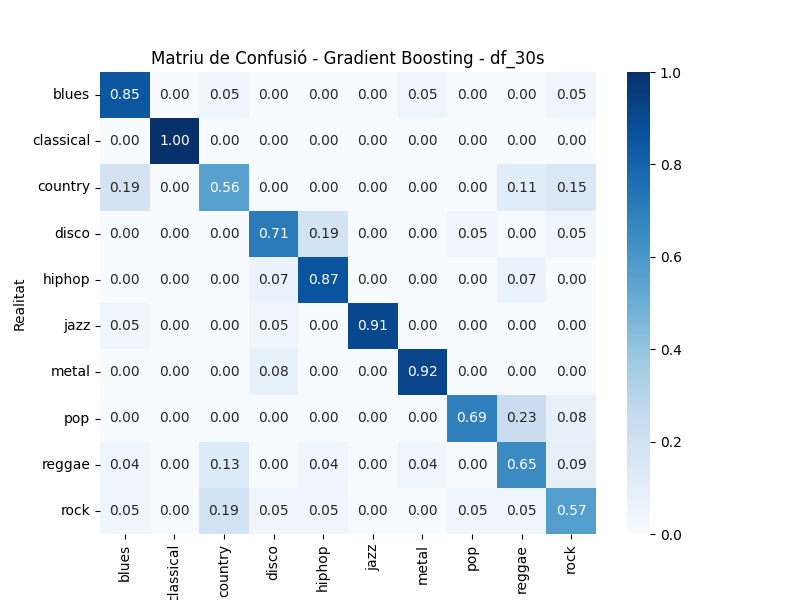 Matriu de Confusió - Gradient Boosting - df_30s
blues 0.85 0.00 0.05 0.00 0.00 0.00 0.05 0.00 0.00 0.05
classical 0.00 1.00 0.00 0.00 0.00 0.00 0.00 0.00 0.00 0.00
country 0.19 0.00 0.56 0.00 0.00 0.00 0.00 0.00 0.11 0.15
disco 0.00 0.00 0.00 0.71 0.19 0.00 0.00 0.05 0.00 0.05
hiphop 0.00 0.00 0.00 0.07 0.87 0.00 0.00 0.00 0.07 0.00
jazz 0.05 0.00 0.00 0.05 0.00 0.91 0.00 0.00 0.00 0.00
metal 0.00 0.00 0.00 0.08 0.00 0.00 0.92 0.00 0.00 0.00
pop 0.00 0.00 0.00 0.00 0.00 0.00 0.00 0.69 0.23 0.08
reggae 0.04 0.00 0.13 0.00 0.04 0.00 0.04 0.00 0.65 0.09
rock 0.05 0.00 0.19 0.05 0.05 0.00 0.00 0.05 0.05 0.57
Realitat
blues classical country disco hiphop jazz metal pop reggae rock
1.0
0.8
0.6
0.4
0.2
0.0